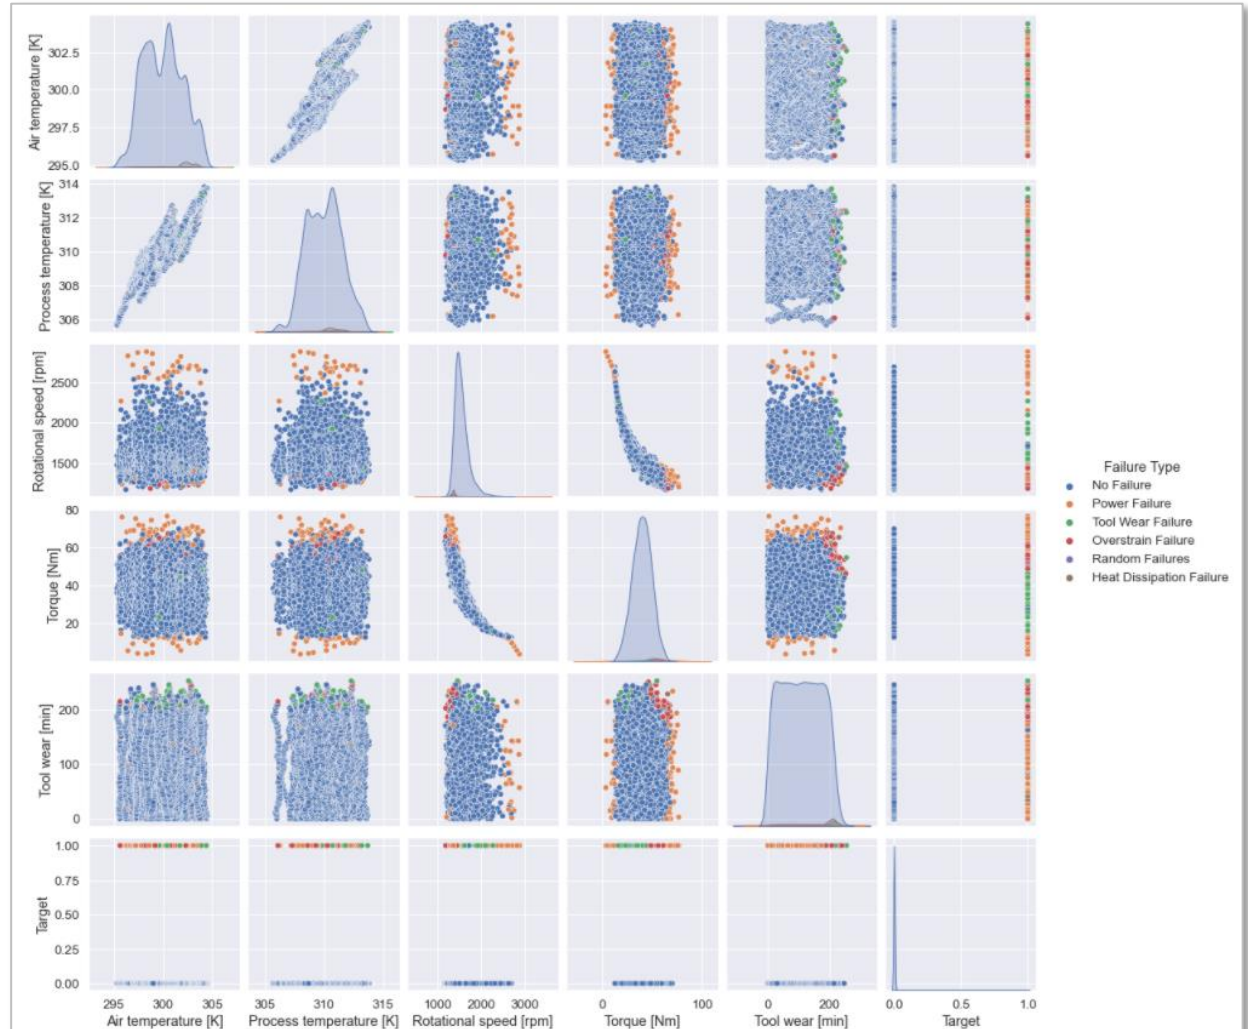 Air temperature [K]
302.5
300.0
297.5
295.0
Process temperature [K]
314
312
310
308
306
Rotational speed [rpm]
2500
2000
1500
Torque [Nm]
80
60
40
20
Tool wear [min]
200
100
0
Target
1.00
0.75
0.50
0.25
0.00
295 300 305
Air temperature [K]
305 310 315
Process temperature [K]
1000 2000 3000
Rotational speed [rpm]
0 100
Torque [Nm]
0 200
Tool wear [min]
0.0 0.5 1.0
Target
Failure Type
No Failure
Power Failure
Tool Wear Failure
Overstrain Failure
Random Failures
Heat Dissipation Failure